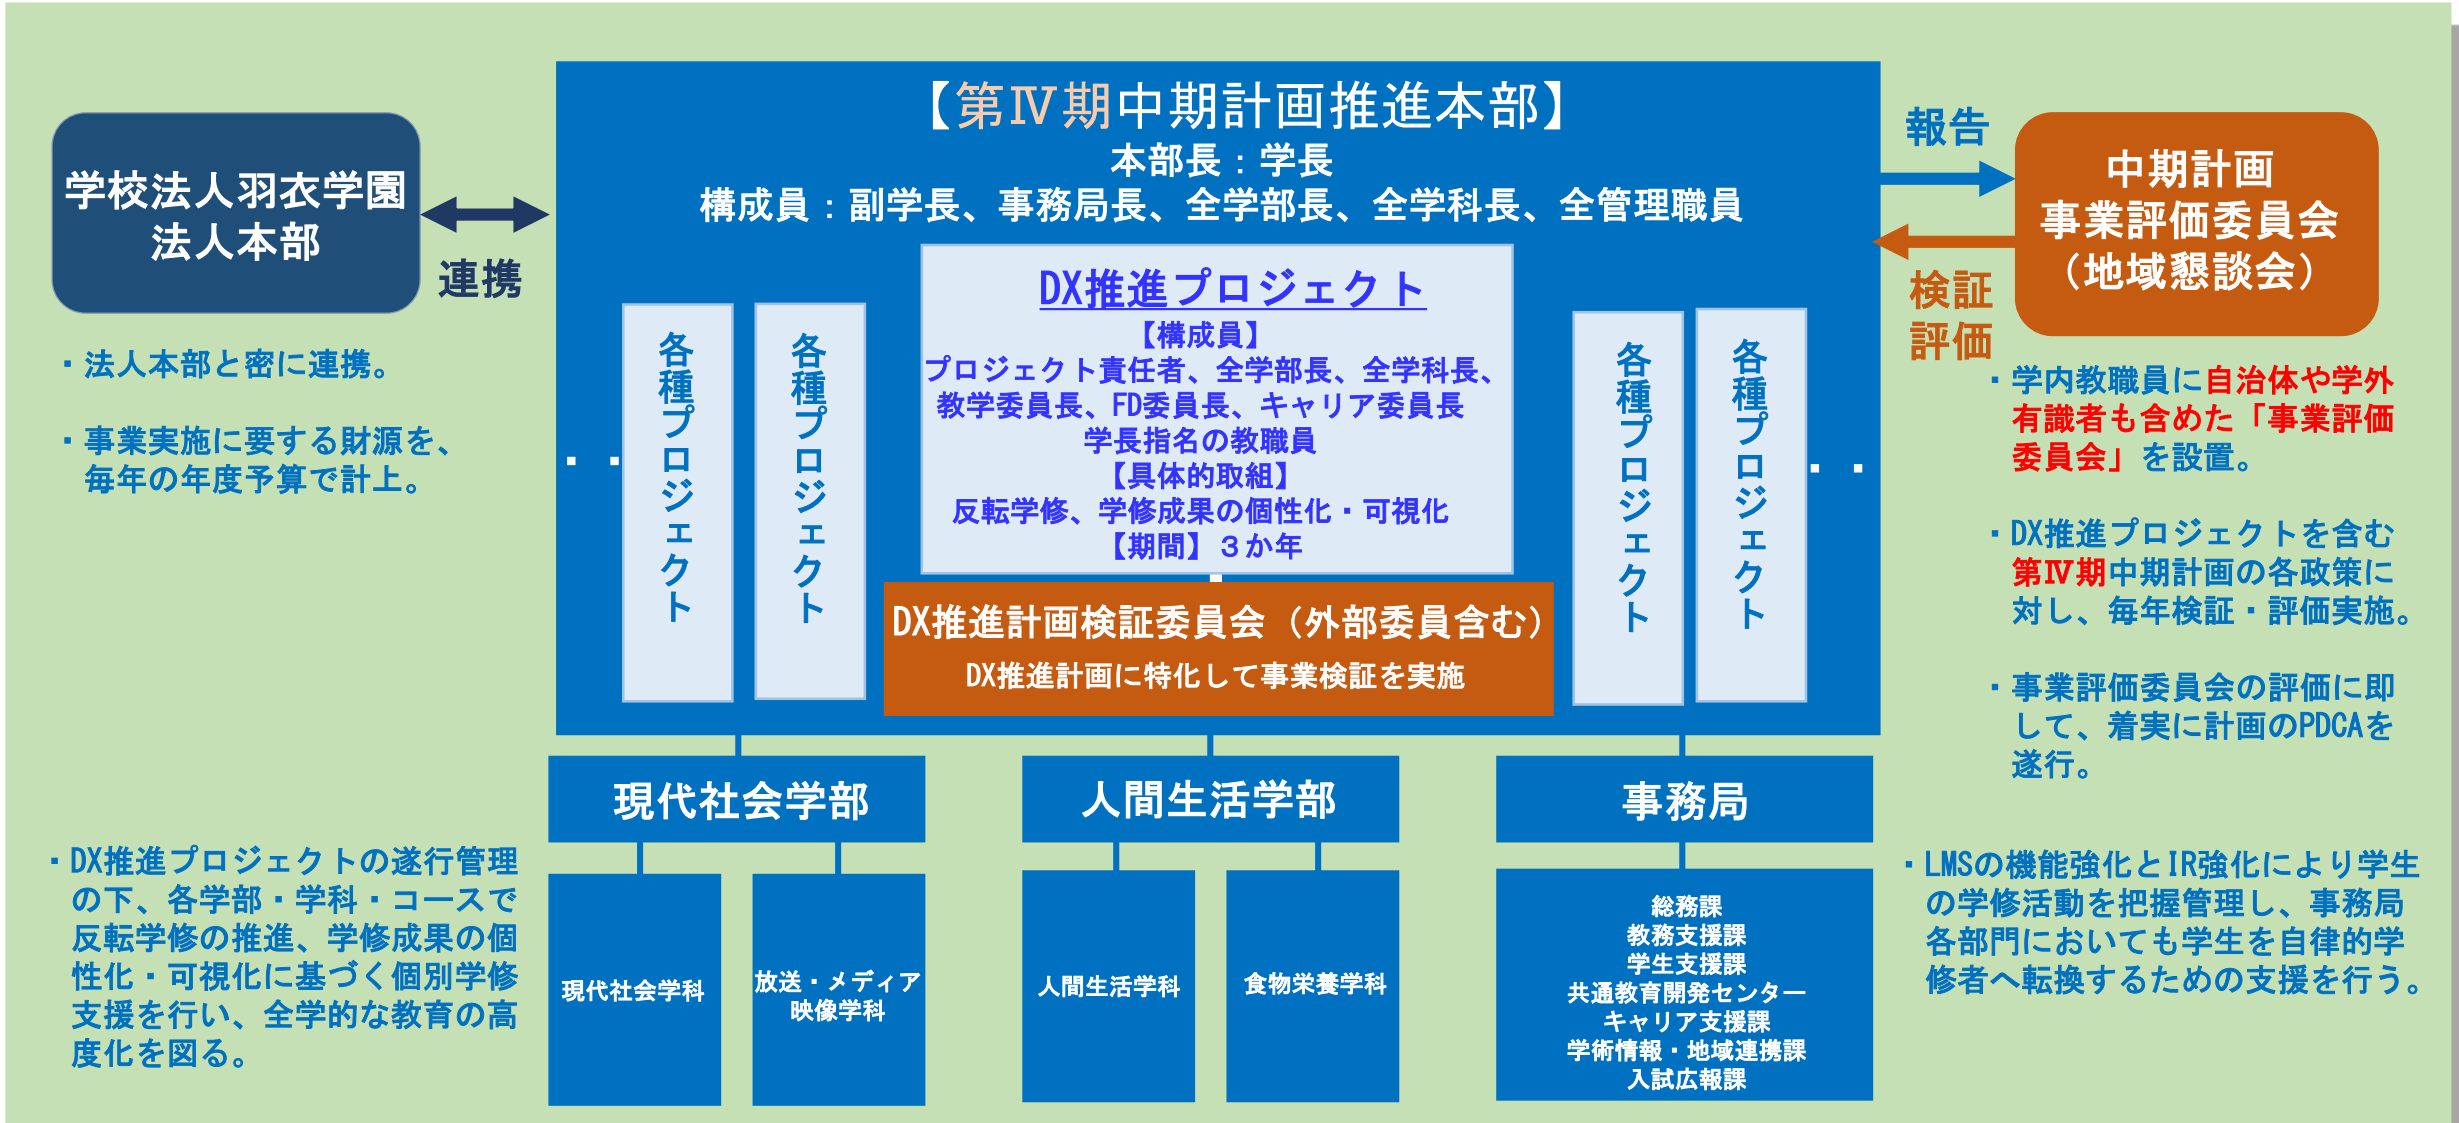 【第Ⅳ期中期計画推進本部】
本部長：学長
構成員：副学長、事務局長、全学部長、全学科長、全管理職員
学校法人羽衣学園
法人本部
連携
・法人本部と密に連携。
・事業実施に要する財源を、
毎年の年度予算で計上。
報告
検証
評価
中期計画
事業評価委員会
（地域懇談会）
・学内教職員に自治体や学外
有識者も含めた「事業評価
委員会」を設置。
・DX推進プロジェクトを含む
第Ⅳ期中期計画の各政策に
対し、毎年検証・評価実施。
・事業評価委員会の評価に即
して、着実に計画のPDCAを
遂行。
・・
各種プロジェクト
各種プロジェクト
DX推進プロジェクト
【構成員】
プロジェクト責任者、全学部長、全学科長、
教学委員長、FD委員長、キャリア委員長
学長指名の教職員
【具体的取組】
反転学修、学修成果の個性化・可視化
【期間】３か年
各種プロジェクト
各種プロジェクト
・・
DX推進計画検証委員会（外部委員含む）
DX推進計画に特化して事業検証を実施
現代社会学部
人間生活学部
事務局
・DX推進プロジェクトの遂行管理
の下、各学部・学科・コースで
反転学修の推進、学修成果の個
性化・可視化に基づく個別学修
支援を行い、全学的な教育の高
度化を図る。
現代社会学科
放送・メディア
映像学科
人間生活学科
食物栄養学科
総務課
教務支援課
学生支援課
共通教育開発センター
キャリア支援課
学術情報・地域連携課
入試広報課
・LMSの機能強化とIR強化により学生
の学修活動を把握管理し、事務局
各部門においても学生を自律的学
修者へ転換するための支援を行う。